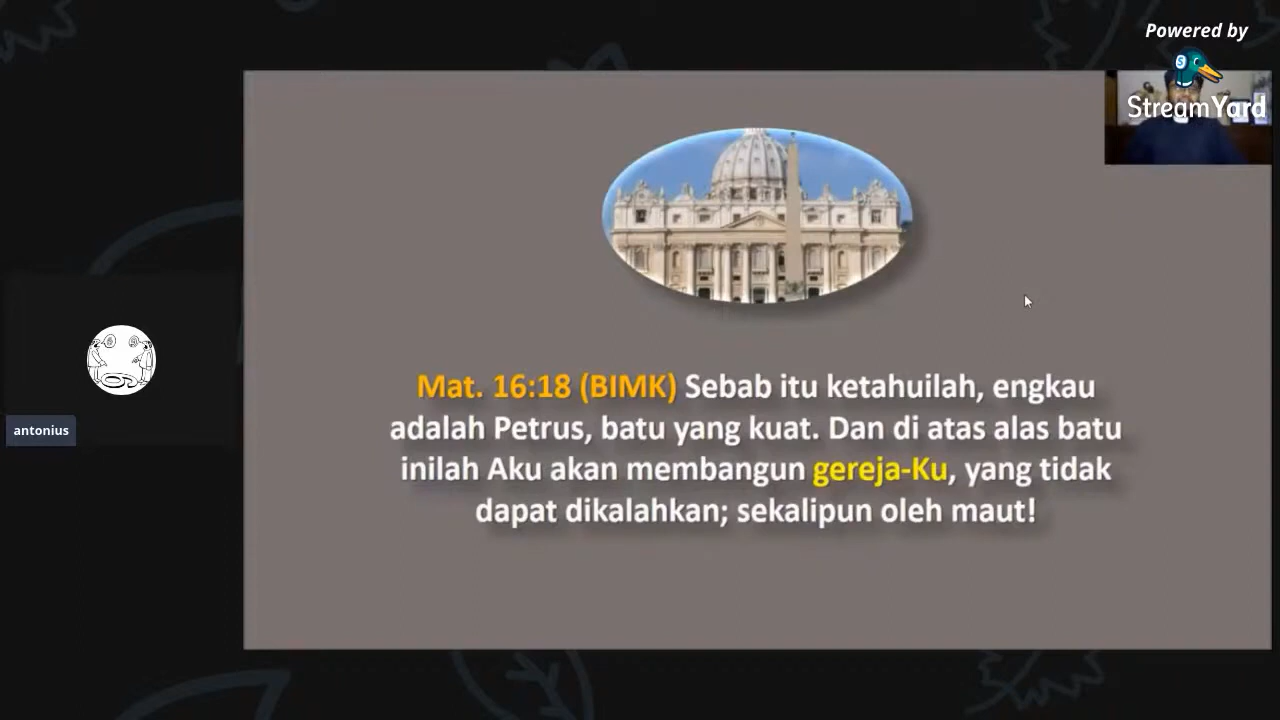 Powered by
StreamYard
Mat. 16:18 (BIMK) Sebab itu ketahuilah, engkau
adalah Petrus, batu yang kuat. Dan di atas alas batu
inilah Aku akan membangun gereja-Ku, yang tidak
dapat dikalahkan; sekalipun oleh maut!
antonius